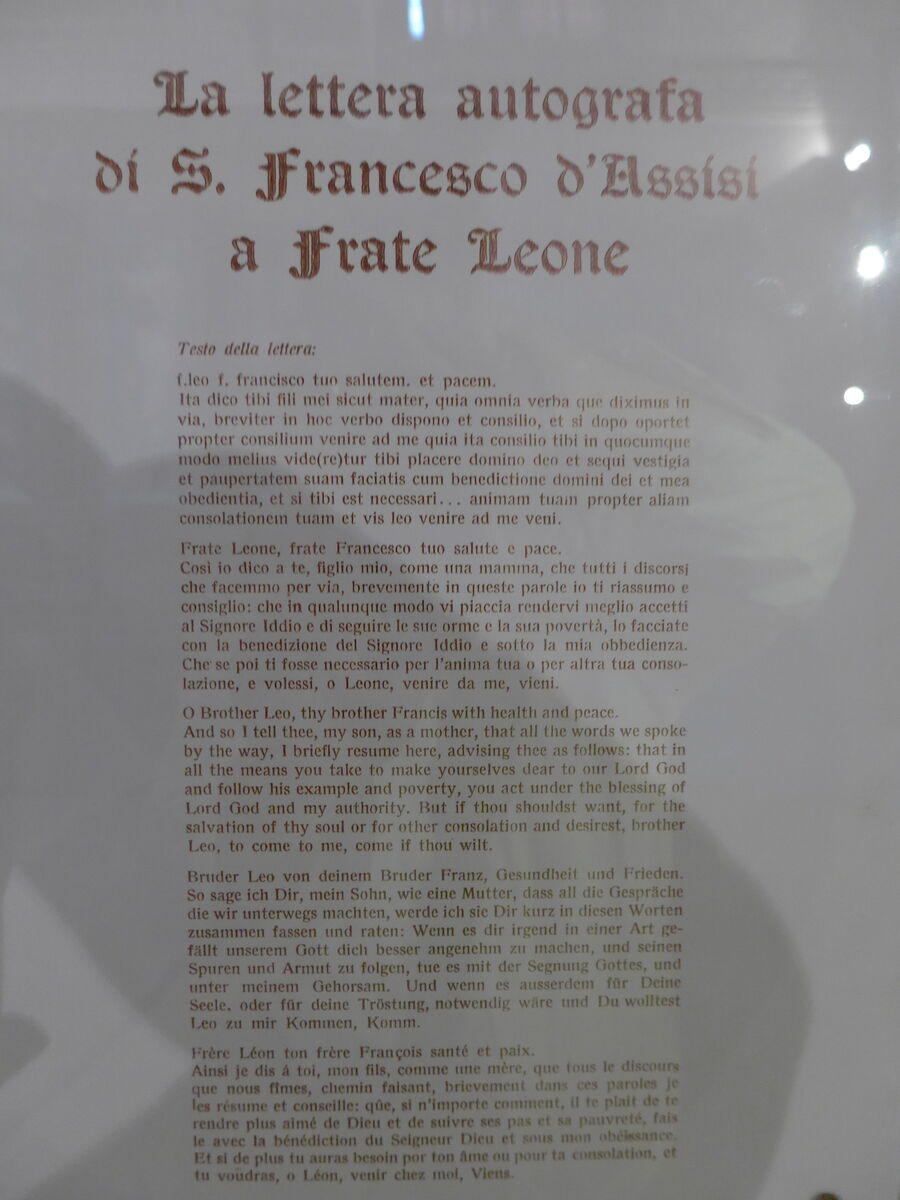 La lettera autografa
di S. Francesco d'Assisi
a Frate Leone
Testo della lettera:
f.leo f. francisco tuo salutem. et pacem.
Ita dico tibi fili mei sicut mater, quia omnia verba que diximus in
via, breviter in hoc verbo dispono et consilio, et si dopo oportet
propter consilium venire ad me quia ita consilio tibi in quocumque
modo melius vide(re)tur tibi placere domino deo et sequi vestigia
et paupertatem suam faciatis cum benedictione domini dei et mea
obedientia, et si tibi est necessari... animam tuam propter aliam
consolationem tuam et vis leo venire ad me veni.
Frate Leone, frate Francesco tuo salute e pace.
Così io dico a te, figlio mio, come una mamma, che tutti i discorsi
che facemmo per via, brevemente in queste parole io ti riassumo e
consiglio: che in qualunque modo vi piaccia rendervi meglio accetti
al Signore Iddio e di seguire le sue orme e la sua povertà, lo facciate
con la benedizione del Signore Iddio e sotto la mia obbedienza.
Che se poi ti fosse necessario per l'anima tua o per altra tua conso-
lazione, e volessi, o Leone, venire da me, vieni.
O Brother Leo, thy brother Francis with health and peace.
And so I tell thee, my son, as a mother, that all the words we spoke
by the way, I briefly resume here, advising thee as follows: that in
all the means you take to make yourselves dear to our Lord God
and follow his example and poverty, you act under the blessing of
Lord God and my authority. But if thou shouldst want, for the
salvation of thy soul or for other consolation and desirest, brother
Leo, to come to me, come if thou wilt.
Bruder Leo von deinem Bruder Franz, Gesundheit und Frieden.
So sage ich Dir, mein Sohn, wie eine Mutter, dass all die Gespräche
die wir unterwegs machten, werde ich sie Dir kurz in diesen Worten
zusammen fassen und raten: Wenn es dir irgend in einer Art ge-
fällt unserem Gott dich besser angenehm zu machen, und seinen
Spuren und Armut zu folgen, tue es mit der Segnung Gottes, und
unter meinem Gehorsam. Und wenn es ausserdem für Deine
Seele. oder für deine Tröstung, notwendig wäre und Du wolltest
Leo zu mir Kommen, Komm.
Frère Léon ton frère François santé et paix.
Ainsi je dis á toi, mon fils, comme une mère, que tous le discours
que nous fîmes, chemin faisant, brievement dans ces paroles je
les résume et conseille: qûe, si n'importe comment, il te plait de te
rendre plus aimé de Dieu et de suivre ses pas et sa pauvreté, fais
le avec la bénédiction du Seigneur Dieu et sous mon obéissance.
Et si de plus tu auras besoin por ton âme ou pour ta consolation, et
tu voudras, o Léon, venir chez moi, Viens.